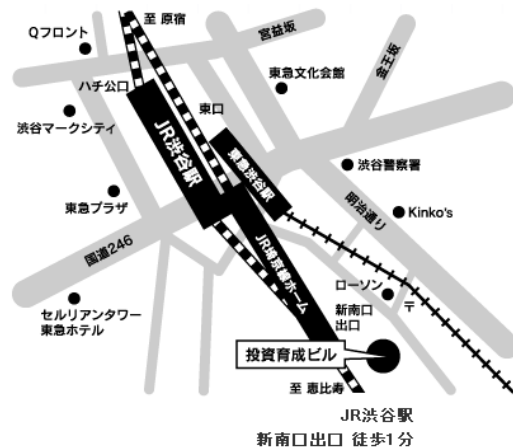 至 原宿
Qフロント
宮益坂
金王坂
ハチ公口
東急文化会館
東口
渋谷マークシティ
JR渋谷駅
東急渋谷駅
渋谷警察署
東急プラザ
明治通り
Kinko's
国道246
JR埼京線ホーム
ローソン
セルリアンタワー
東急ホテル
新南口
出口
〒
投資育成ビル
至 恵比寿
JR渋谷駅
新南口出口 徒歩1分